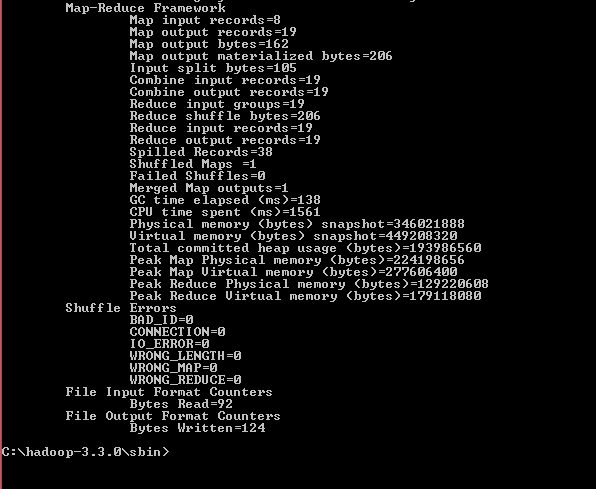 Map-Reduce Framework
Map input records=8
Map output records=19
Map output bytes=162
Map output materialized bytes=206
Input split bytes=105
Combine input records=19
Combine output records=19
Reduce input groups=19
Reduce shuffle bytes=206
Reduce input records=19
Reduce output records=19
Spilled Records=38
Shuffled Maps =1
Failed Shuffles=0
Merged Map outputs=1
GC time elapsed (ms)=138
CPU time spent (ms)=1561
Physical memory (bytes) snapshot=346021888
Virtual memory (bytes) snapshot=449208320
Total committed heap usage (bytes)=193986560
Peak Map Physical memory (bytes)=224198656
Peak Map Virtual memory (bytes)=277606400
Peak Reduce Physical memory (bytes)=129220608
Peak Reduce Virtual memory (bytes)=179118080
Shuffle Errors
BAD_ID=0
CONNECTION=0
IO_ERROR=0
WRONG_LENGTH=0
WRONG_MAP=0
WRONG_REDUCE=0
File Input Format Counters
Bytes Read=92
File Output Format Counters
Bytes Written=124
C:\hadoop-3.3.0\sbin>